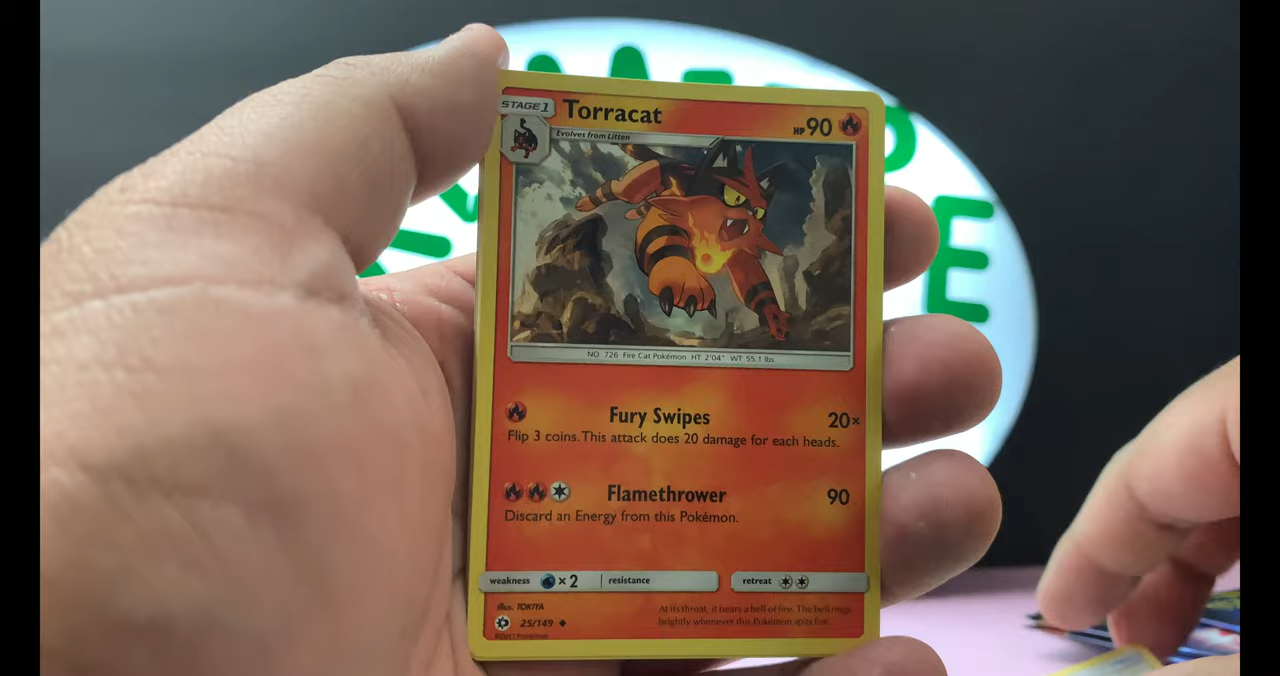 STAGE 1 Torracat HP 90
Evolves from Litten
NO. 726 Fire Cat Pokémon HT: 2'04" WT: 55.1 lbs
Fury Swipes 20×
Flip 3 coins. This attack does 20 damage for each heads.
Flamethrower 90
Discard an Energy from this Pokémon.
weakness ×2 resistance retreat
Illus. TOKIYA
At its throat, it bears a bell of fire. The bell rings
brightly whenever this Pokémon spits fire.
25/149
©2017 Pokémon